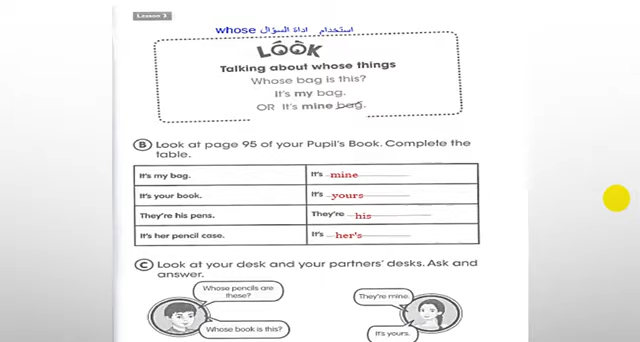 Lesson 3
استخدام اداة السؤال whose
LOOK
Talking about whose things
Whose bag is this?
It's my bag.
OR It's mine bag.
B Look at page 95 of your Pupil's Book. Complete the
table.
It's my bag. It's mine
It's your book. It's yours
They're his pens. They're his
It's her pencil case. It's her's
C Look at your desk and your partners' desks. Ask and
answer.
Whose pencils are
these?
They're mine.
Whose book is this?
It's yours.